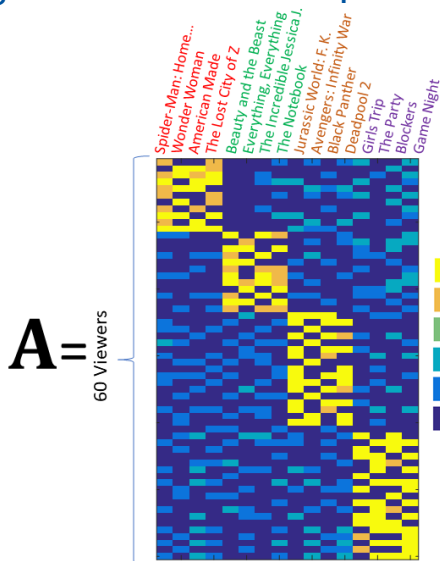 Spider-Man: Home...
Wonder Woman
American Made
The Lost City of Z
Beauty and the Beast
Everything, Everything
The Incredible Jessica J.
The Notebook
Jurassic World: F. K.
Avengers: Infinity War
Black Panther
Deadpool 2
Girls Trip
The Party
Blockers
Game Night
A=
60 Viewers